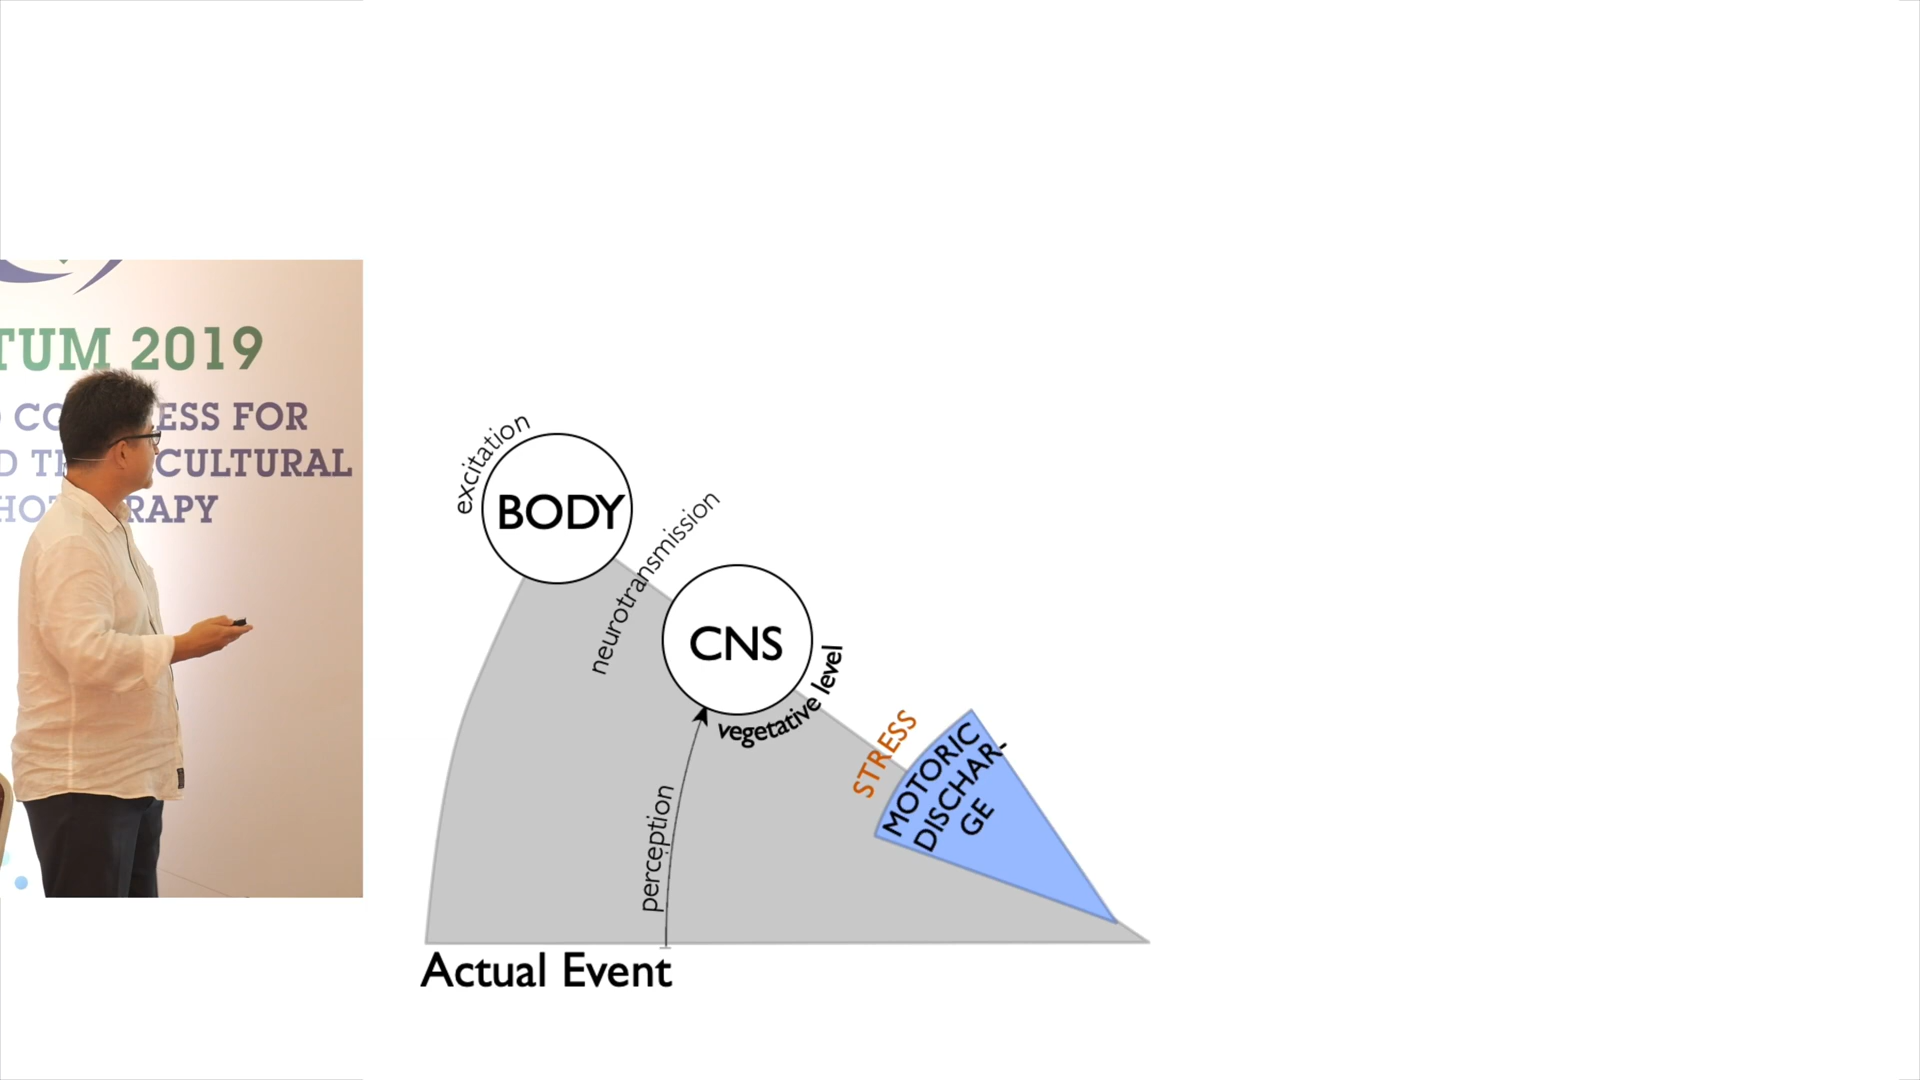 TUM 2019
ESS FOR
CULTURAL
RAPY
excitation
BODY
neurotransmission
CNS
vegetative level
perception
STRESS
MOTORIC
DISCHAR-
GE
Actual Event